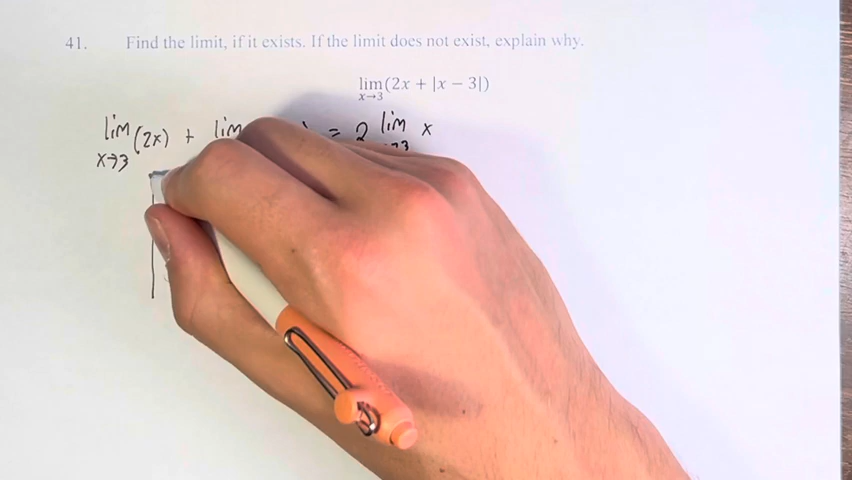 41. Find the limit, if it exists. If the limit does not exist, explain why.
lim (2x + |x − 3|)
x→3
lim (2x) + lim = 2 lim x
x→3